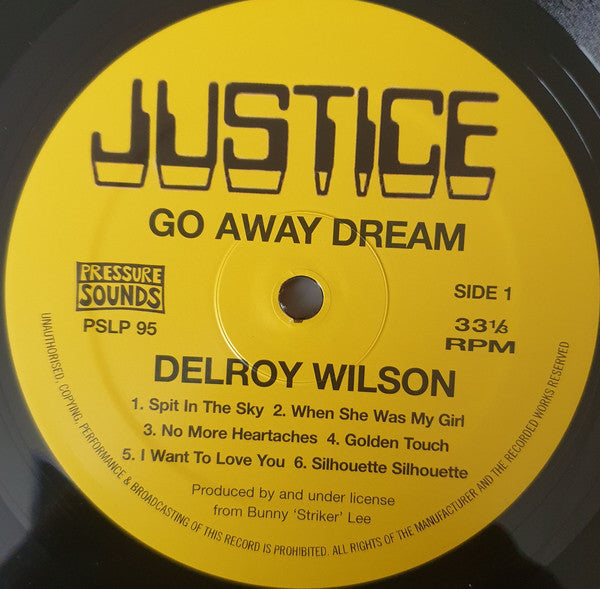 JUSTICE
GO AWAY DREAM
PRESSURE
SOUNDS
PSLP 95
SIDE 1
33⅓
RPM
DELROY WILSON
1. Spit In The Sky 2. When She Was My Girl
3. No More Heartaches 4. Golden Touch
5. I Want To Love You 6. Silhouette Silhouette
Produced by and under license
from Bunny 'Striker' Lee
UNAUTHORISED, COPYING, PERFORMANCE & BROADCASTING OF THIS RECORD IS PROHIBITED. ALL RIGHTS OF THE MANUFACTURER AND THE RECORDED WORKS RESERVED